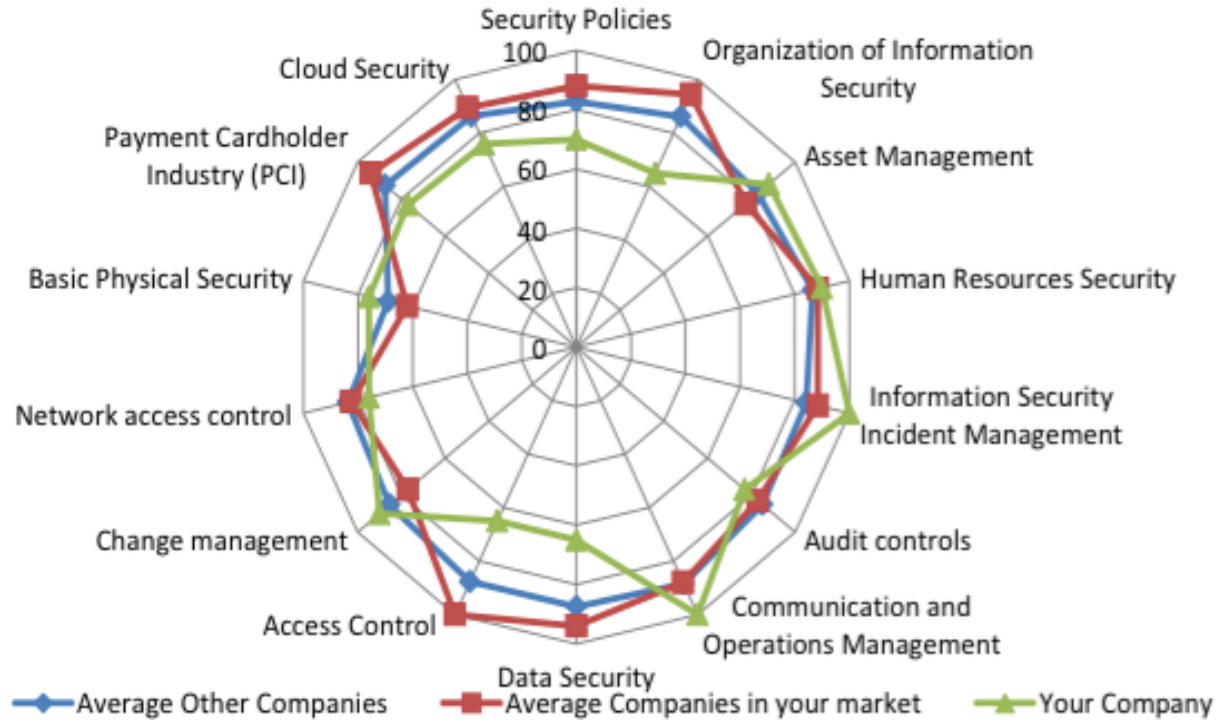 Security Policies
100
80
60
40
20
0
Organization of Information
Security
Asset Management
Human Resources Security
Information Security
Incident Management
Audit controls
Communication and
Operations Management
Data Security
Access Control
Change management
Network access control
Basic Physical Security
Payment Cardholder
Industry (PCI)
Cloud Security
Average Other Companies
Average Companies in your market
Your Company